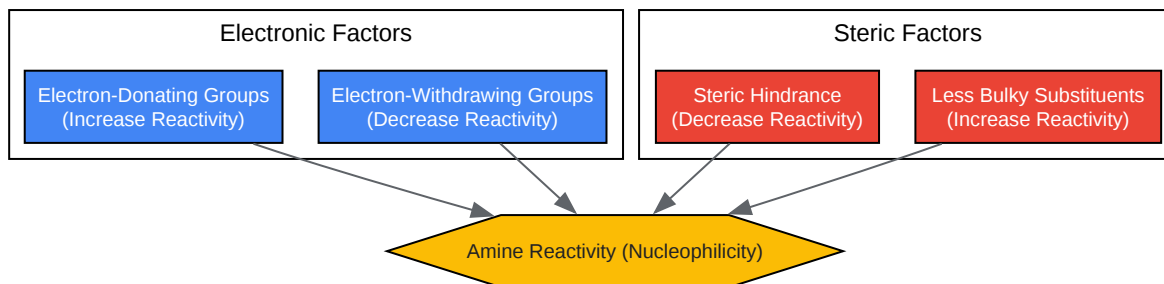 Electronic Factors
Steric Factors
Electron-Donating Groups
(Increase Reactivity)
Electron-Withdrawing Groups
(Decrease Reactivity)
Steric Hindrance
(Decrease Reactivity)
Less Bulky Substituents
(Increase Reactivity)
Amine Reactivity (Nucleophilicity)